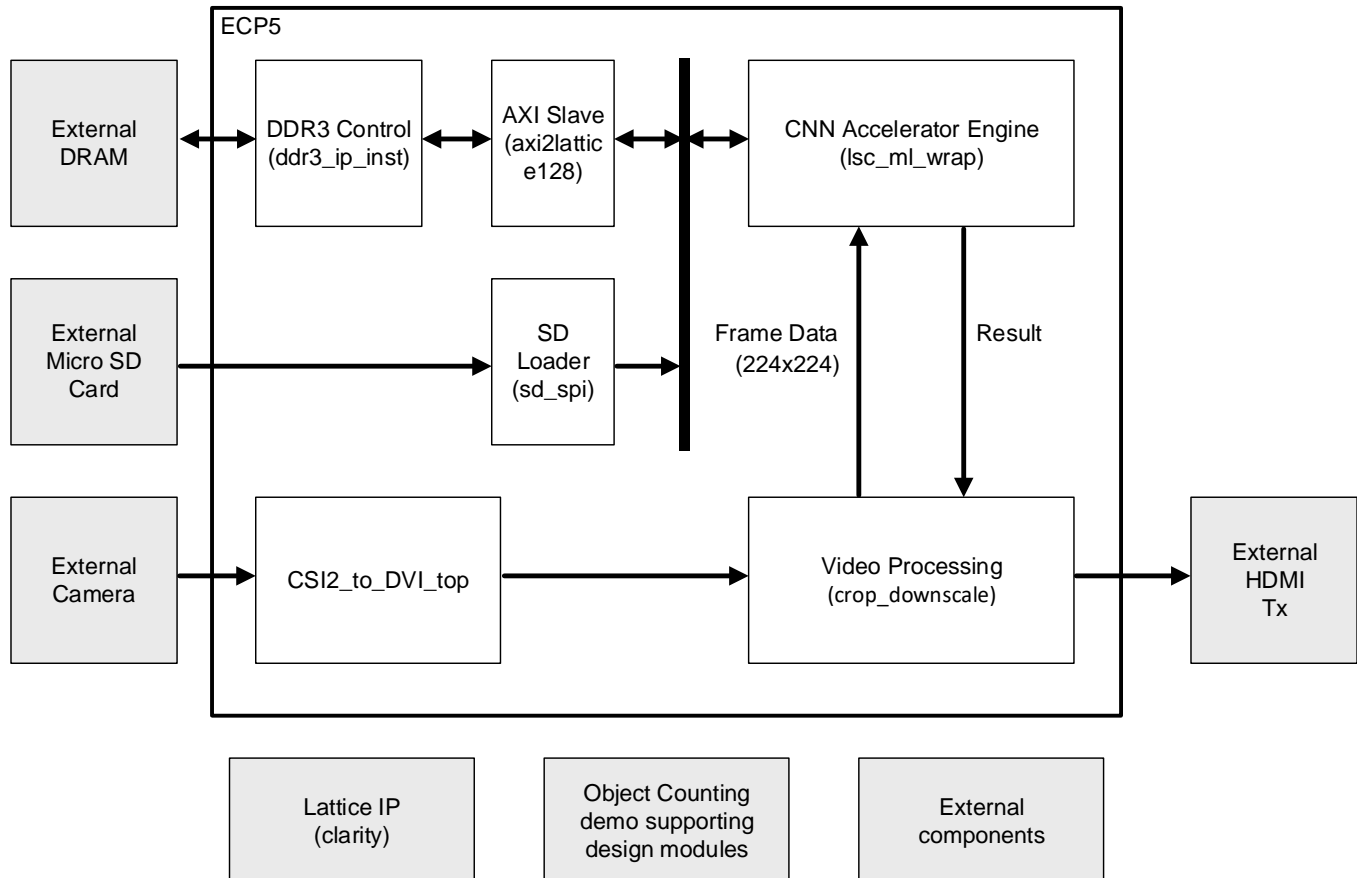 ECP5
External
DRAM
DDR3 Control
(ddr3_ip_inst)
AXI Slave
(axi2lattic
e128)
CNN Accelerator Engine
(lsc_ml_wrap)
External
Micro SD
Card
SD
Loader
(sd_spi)
Frame Data
(224x224)
Result
External
Camera
CSI2_to_DVI_top
Video Processing
(crop_downscale)
External
HDMI
Tx
Lattice IP
(clarity)
Object Counting
demo supporting
design modules
External
components